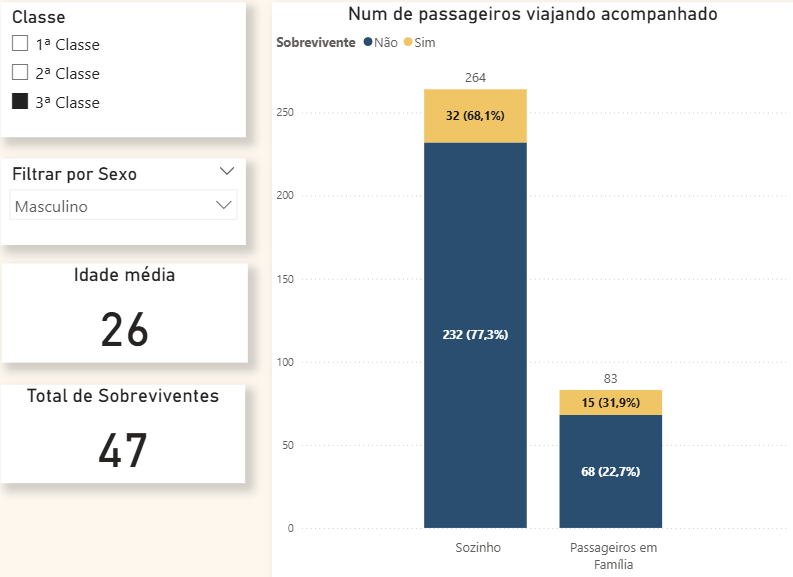 Classe
1ª Classe
2ª Classe
3ª Classe
Filtrar por Sexo
Masculino
Idade média
26
Total de Sobreviventes
47
Num de passageiros viajando acompanhado
Sobrevivente Não Sim
264
250
32 (68,1%)
200
150
232 (77,3%)
100
83
15 (31,9%)
50
68 (22,7%)
0
Sozinho
Passageiros em
Família